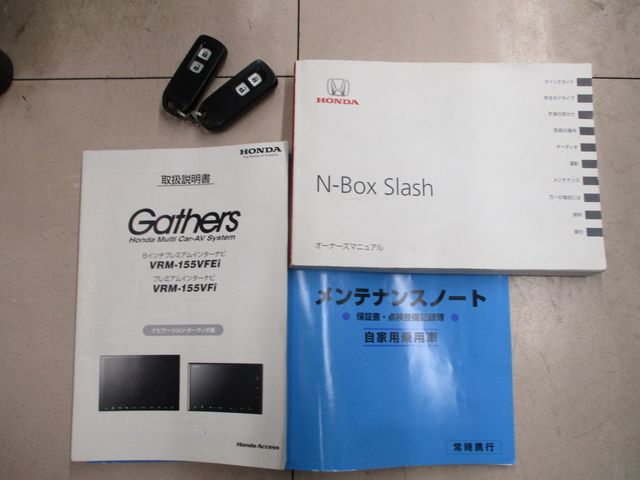 HONDA
N-Box Slash
オーナーズマニュアル
クイックガイド
安全なドライブ
計器の見かた
各部の操作
オーディオ
運転
メンテナンス
万一の場合には
資料
索引
HONDA
The Power of Dreams
取扱説明書
Gathers
Honda Multi Car-AV System
8インチプレミアムインターナビ
VRM-155VFEi
プレミアムインターナビ
VRM-155VFi
ナビゲーション・オーディオ編
Honda Access
メンテナンスノート
保証書・点検整備記録簿
自家用乗用車
常時携行